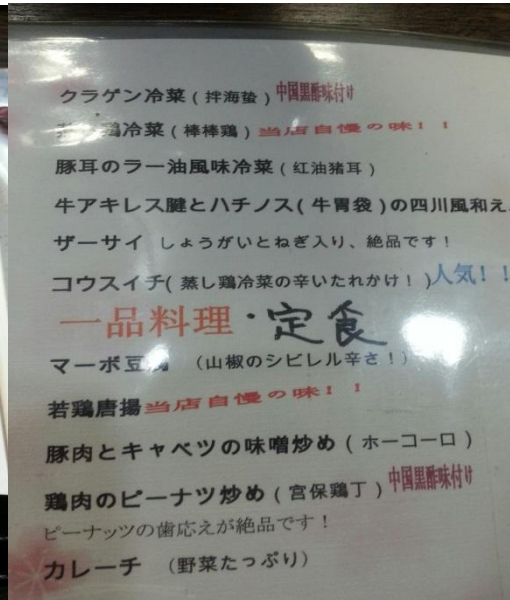 クラゲン冷菜(拌海蛰)中国黒酢味付け
鶏冷菜(棒棒鶏)当店自慢の味!!
豚耳のラー油風味冷菜(紅油猪耳)
牛アキレス腱とハチノス(牛胃袋)の四川風和え
ザーサイ しょうがいとねぎ入り、絶品です!
コウスイチ(蒸し鶏冷菜の辛いたれかけ!)人気!!
一品料理・定食
マーボ豆腐 (山椒のシビレル辛さ!)
若鶏唐揚当店自慢の味!!
豚肉とキャベツの味噌炒め(ホーコーロ)
鶏肉のピーナツ炒め(宮保鶏丁)中国黒酢味付け
ピーナッツの歯応えが絶品です!
カレーチ (野菜たっぷり)